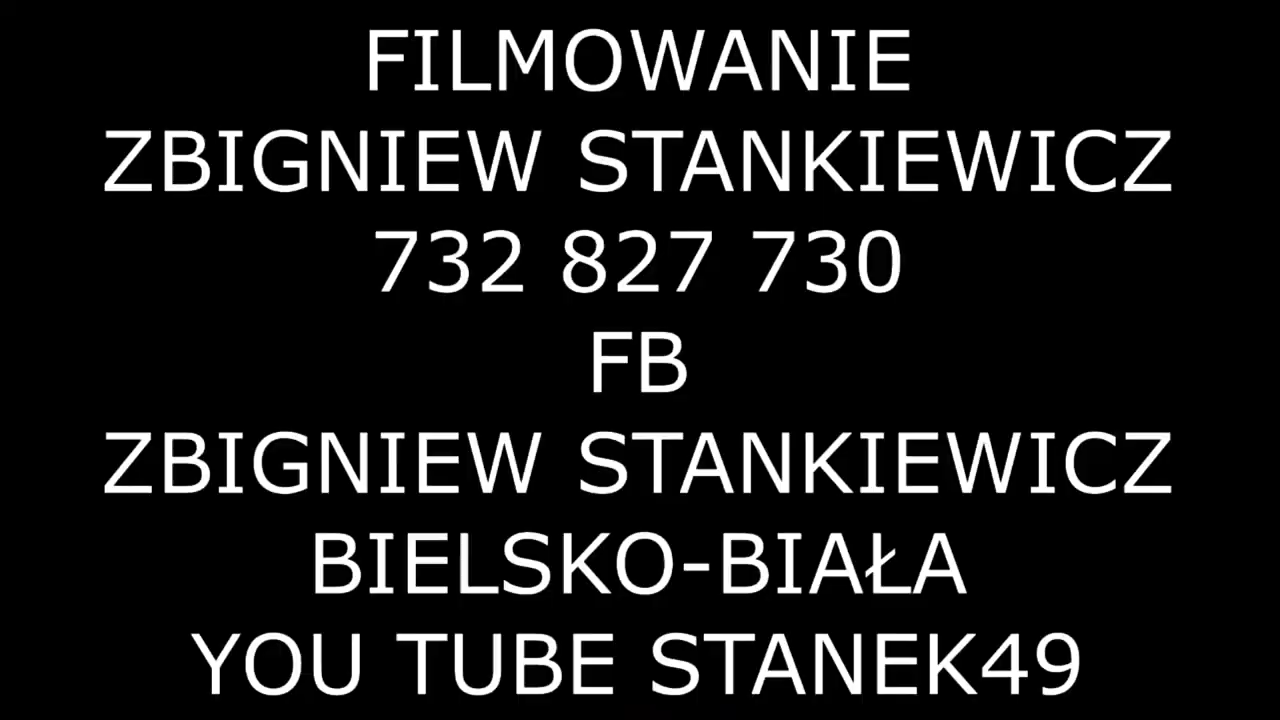 FILMOWANIE
ZBIGNIEW STANKIEWICZ
732 827 730
FB
ZBIGNIEW STANKIEWICZ
BIELSKO-BIAŁA
YOU TUBE STANEK49